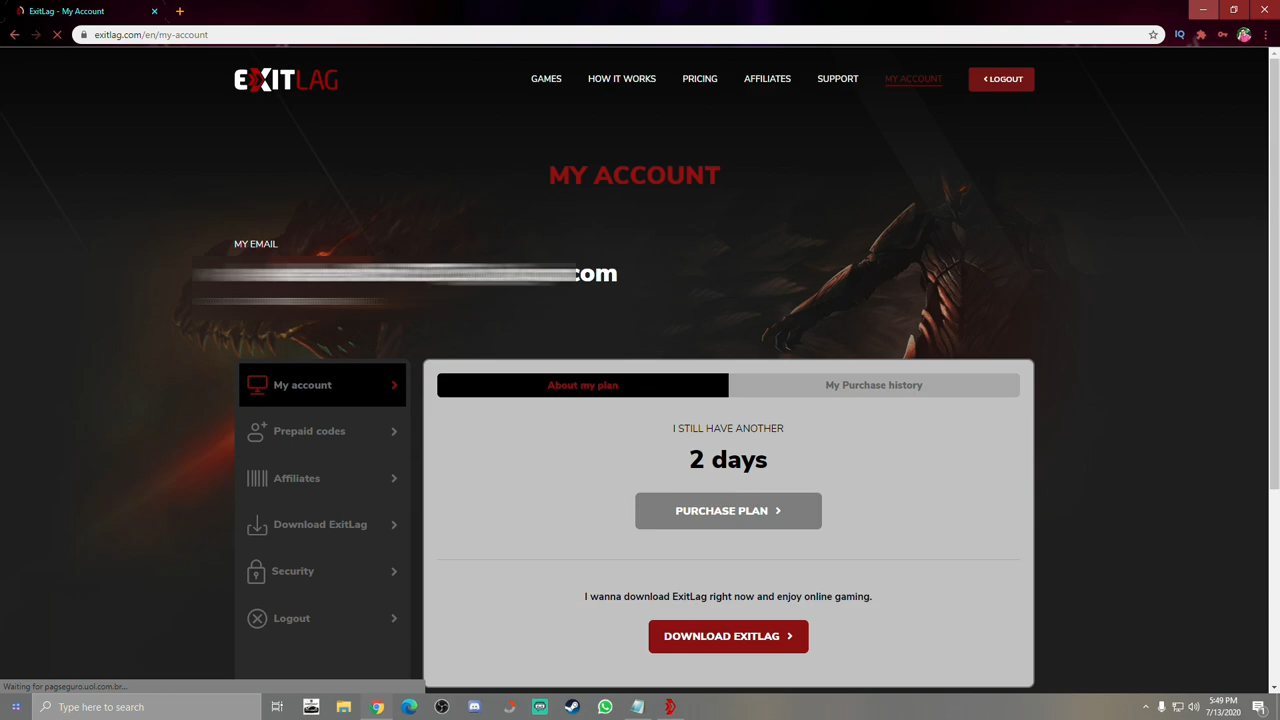 ExitLag - My Account
exitlag.com/en/my-account
EXITLAG
GAMES
HOW IT WORKS
PRICING
AFFILIATES
SUPPORT
MY ACCOUNT
LOGOUT
MY ACCOUNT
MY EMAIL
.com
My account
Prepaid codes
Affiliates
Download ExitLag
Security
Logout
About my plan
My Purchase history
I STILL HAVE ANOTHER
2 days
PURCHASE PLAN
I wanna download ExitLag right now and enjoy online gaming.
DOWNLOAD EXITLAG
Waiting for pagseguro.uol.com.br...
Type here to search
5:49 PM
7/13/2020